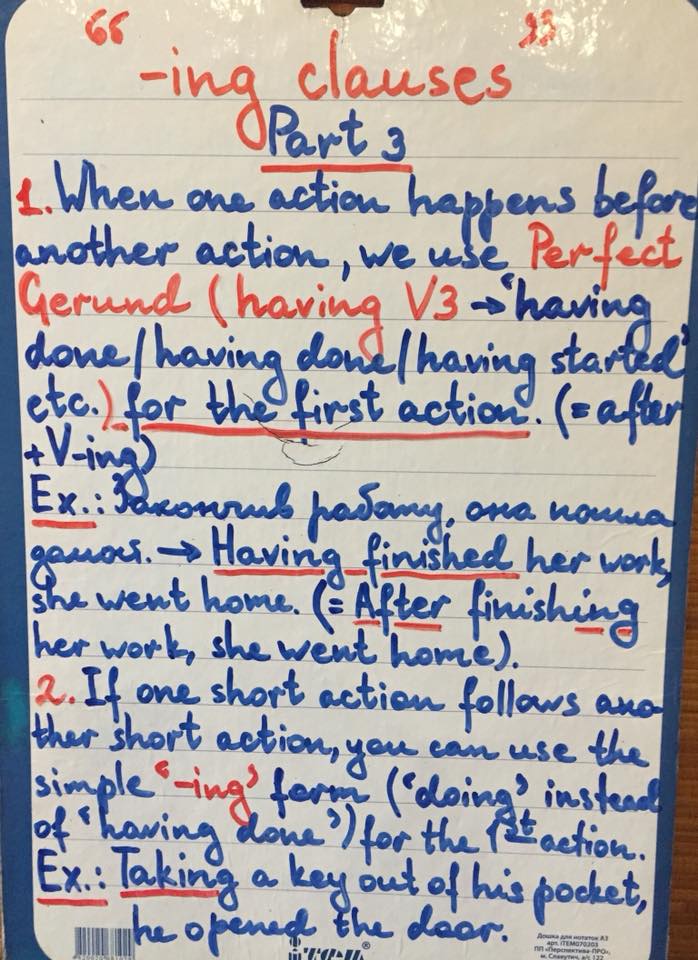 “ -ing clauses ”
Part 3
1. When one action happens before
another action, we use Perfect
Gerund (having V3 → ‘having
done/having done/having started’
etc.) for the first action. (= after
+V-ing)
Ex.: Закончив работу, она пошла
домой. → Having finished her work,
she went home. (= After finishing
her work, she went home).
2. If one short action follows ano
ther short action, you can use the
simple ‘-ing’ form (‘doing’ instead
of ‘having done’) for the 1st action.
Ex.: Taking a key out of his pocket,
he opened the door.
Дошка для нотаток А3
арт. ITEM070203
ПП «Перспектива-ПРО»,
м. Славутич, а/с 122